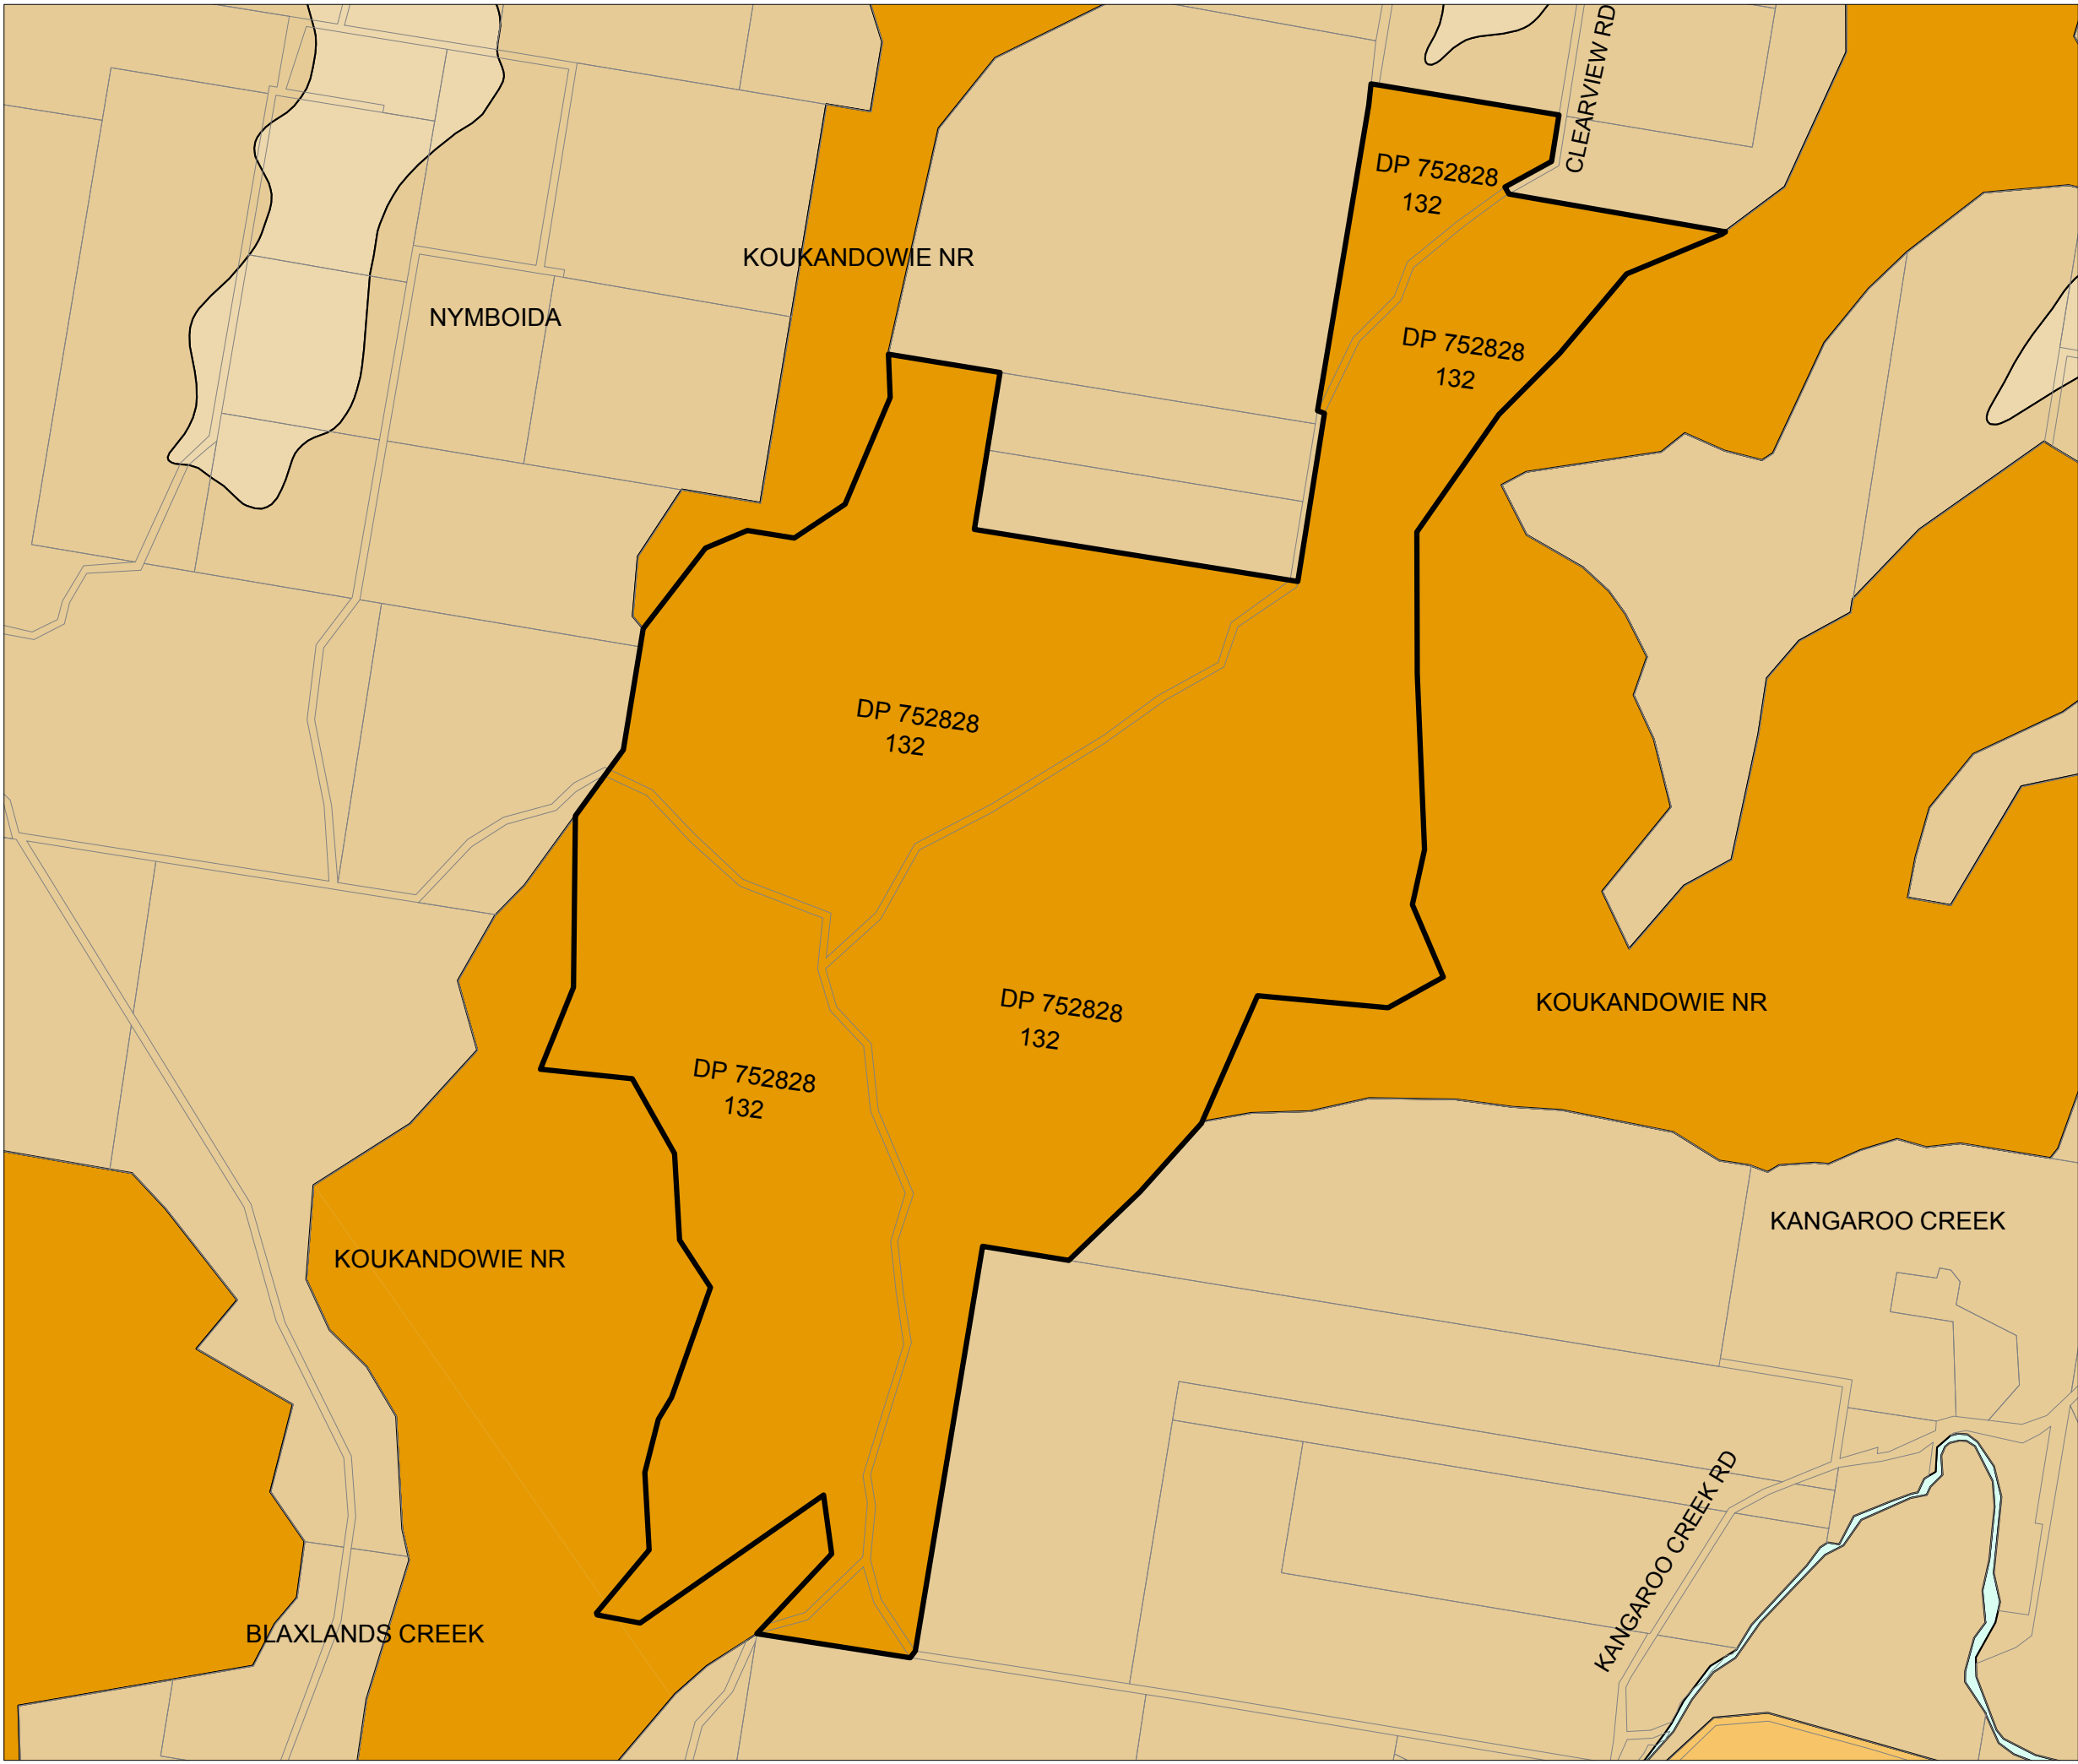 CLEARVIEW RD
DP 752828
132
KOUKANDOWIE NR
NYMBOIDA
DP 752828
132
DP 752828
132
DP 752828
132
KOUKANDOWIE NR
DP 752828
132
KANGAROO CREEK
KOUKANDOWIE NR
KANGAROO CREEK RD
BLAXLANDS CREEK